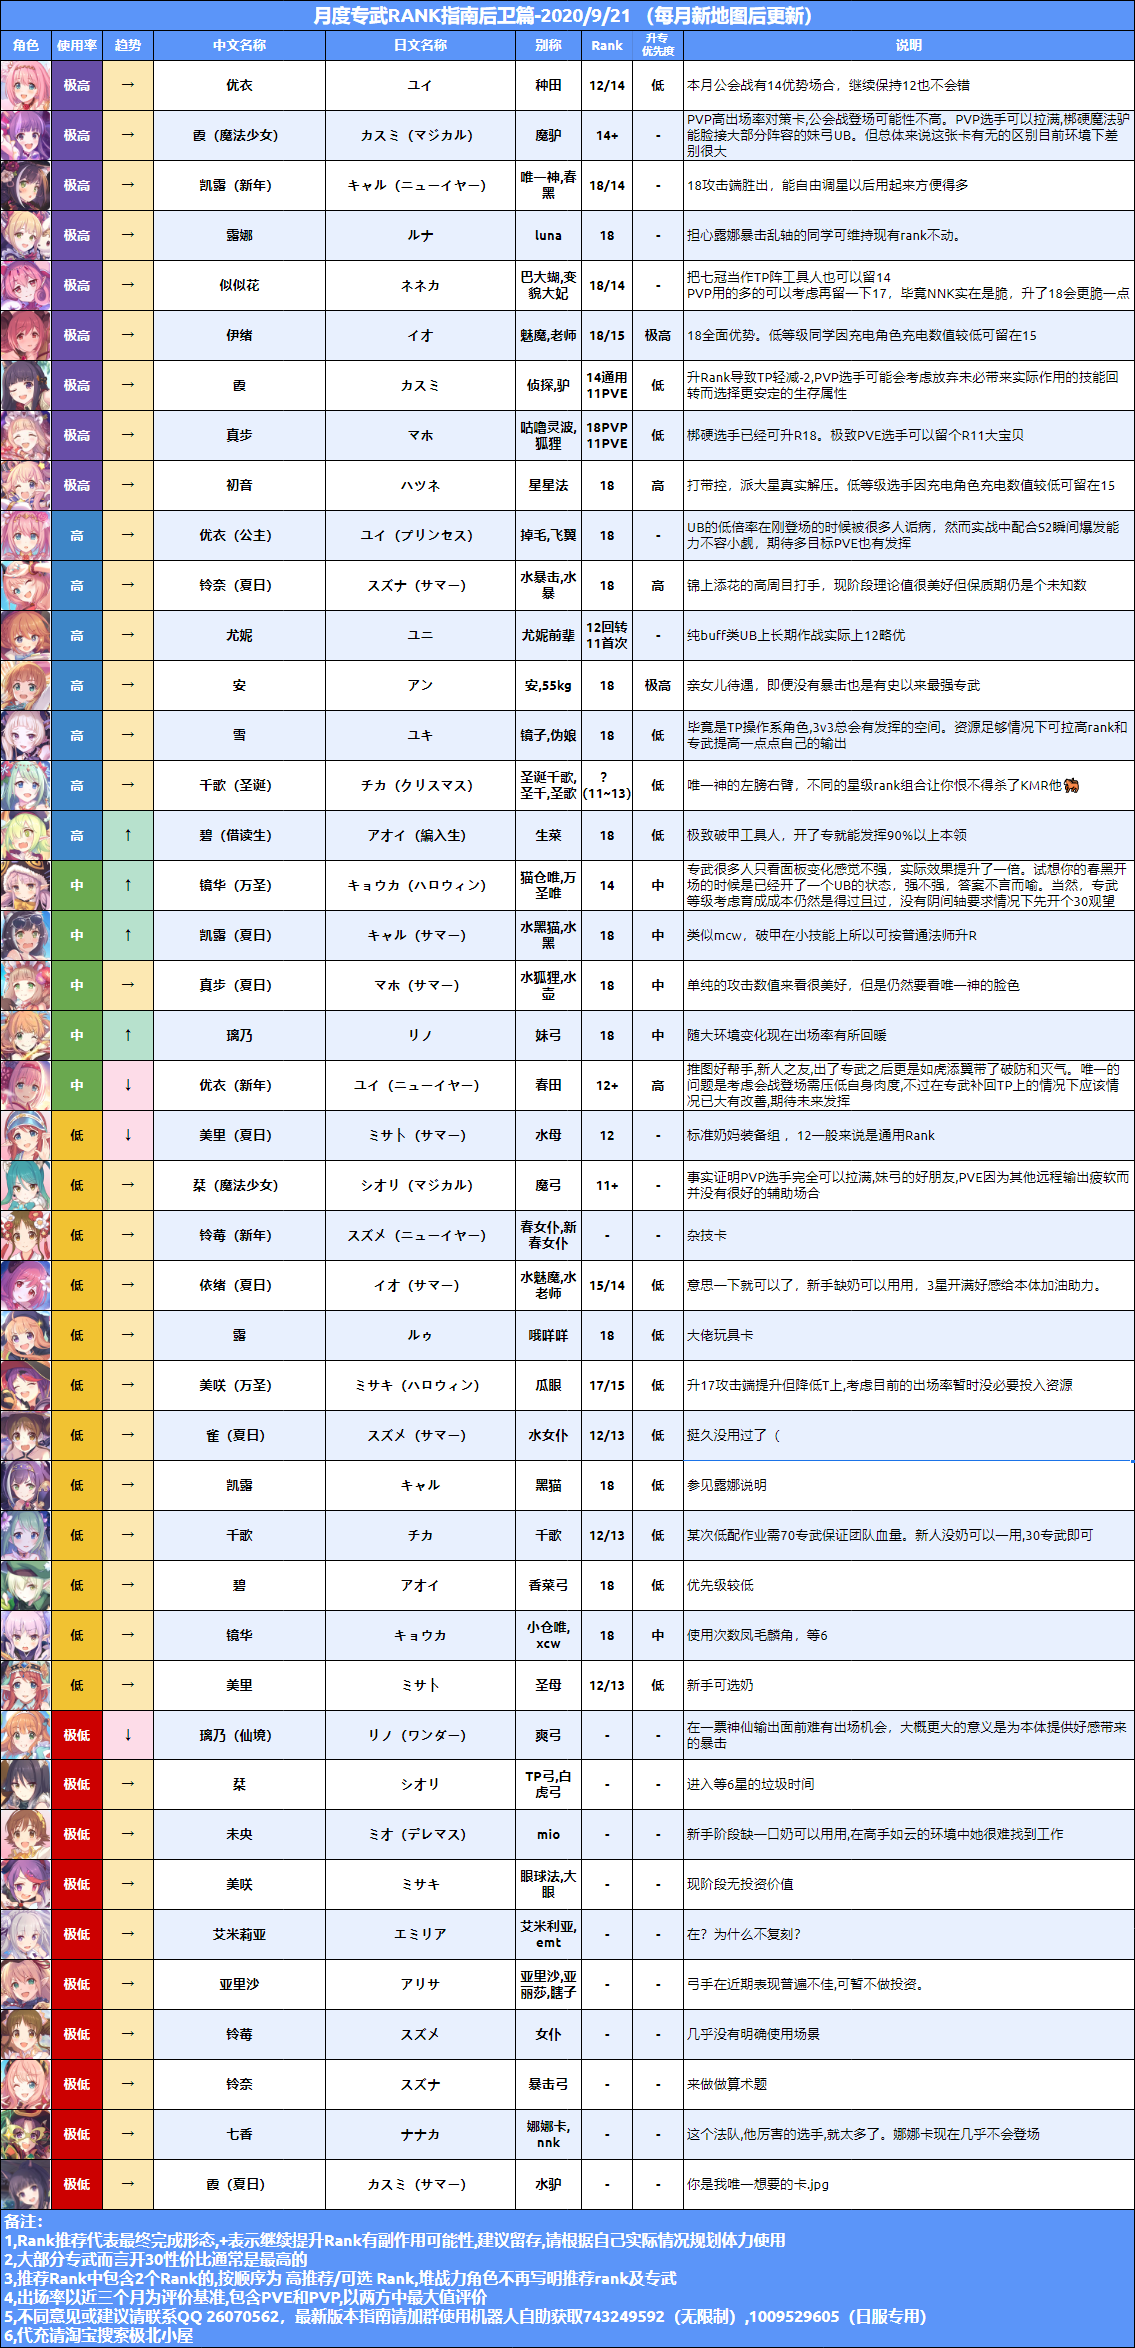 月度专武RANK指南后卫篇-2020/9/21 （每月新地图后更新）
角色 使用率 趋势 中文名称 日文名称 别称 Rank 升专优先度 说明
极高 → 优衣 ユイ 种田 12/14 低 本月公会战有14优势场合，继续保持12也不会错
极高 → 霞（魔法少女） カスミ（マジカル） 魔驴 14+ - PVP高出场率对策卡,公会战登场可能性不高。PVP选手可以拉满,梆硬魔法驴
能脸接大部分阵容的妹弓UB。但总体来说这张卡有无的区别目前环境下差
别很大
极高 → 凯露（新年） キャル（ニューイヤー） 唯一神,春黑 18/14 - 18攻击端胜出，能自由调星以后用起来方便得多
极高 → 露娜 ルナ luna 18 - 担心露娜暴击乱轴的同学可维持现有rank不动。
极高 → 似似花 ネネカ 巴大蝴,变貌大妃 18/14 - 把七冠当作TP阵工具人也可以留14
PVP用的多的可以考虑再留一下17，毕竟NNK实在是脆，升了18会更脆一点
极高 → 伊绪 イオ 魅魔,老师 18/15 极高 18全面优势。低等级同学因充电角色充电数值较低可留在15
极高 → 霞 カスミ 侦探,驴 14通用 11PVE 低 升Rank导致TP轻减-2,PVP选手可能会考虑放弃未必带来实际作用的技能回
转而选择更安定的生存属性
极高 → 真步 マホ 咕噜灵波,狐狸 18PVP 11PVE 低 梆硬选手已经可升R18。极致PVE选手可以留个R11大宝贝
极高 → 初音 ハツネ 星星法 18 高 打带控，派大星真实解压。低等级选手因充电角色充电数值较低可留在15
高 → 优衣（公主） ユイ（プリンセス） 掉毛,飞翼 18 - UB的低倍率在刚登场的时候被很多人诟病，然而实战中配合S2瞬间爆发能
力不容小觑，期待多目标PVE也有发挥
高 → 铃奈（夏日） スズナ（サマー） 水暴击,水暴 18 高 锦上添花的高周目打手，现阶段理论值很美好但保质期仍是个未知数
高 → 尤妮 ユニ 尤妮前辈 12回转 11首次 - 纯buff类UB上长期作战实际上12略优
高 → 安 アン 安,55kg 18 极高 亲女儿待遇，即便没有暴击也是有史以来最强专武
高 → 雪 ユキ 镜子,伪娘 18 低 毕竟是TP操作系角色,3v3总会有发挥的空间。资源足够情况下可拉高rank和
专武提高一点点自己的输出
高 → 千歌（圣诞） チカ（クリスマス） 圣诞千歌,圣千,圣歌 ？(11~13) 低 唯一神的左膀右臂，不同的星级rank组合让你恨不得杀了KMR他🐂
高 ↑ 碧（借读生） アオイ（編入生） 生菜 18 低 极致破甲工具人，开了专就能发挥90%以上本领
中 ↑ 镜华（万圣） キョウカ（ハロウィン） 猫仓唯,万圣唯 14 中 专武很多人只看面板变化感觉不强，实际效果提升了一倍。试想你的春黑开
场的时候是已经开了一个UB的状态，强不强，答案不言而喻。当然，专武
等级考虑育成成本仍然是得过且过，没有阴间轴要求情况下先开个30观望
中 ↑ 凯露（夏日） キャル（サマー） 水黑猫,水黑 18 中 类似mcw，破甲在小技能上所以可按普通法师升R
中 → 真步（夏日） マホ（サマー） 水狐狸,水壶 18 中 单纯的攻击数值来看很美好，但是仍然要看唯一神的脸色
中 ↑ 璃乃 リノ 妹弓 18 中 随大环境变化现在出场率有所回暖
中 ↓ 优衣（新年） ユイ（ニューイヤー） 春田 12+ 高 推图好帮手,新人之友,出了专武之后更是如虎添翼带了破防和灭气。唯一的
问题是考虑会战登场需压低自身肉度,不过在专武补回TP上的情况下应该情
况已大有改善,期待未来发挥
低 ↓ 美里（夏日） ミサト（サマー） 水母 12 - 标准奶妈装备组 ，12一般来说是通用Rank
低 → 栞（魔法少女） シオリ（マジカル） 魔弓 11+ - 事实证明PVP选手完全可以拉满,妹弓的好朋友,PVE因为其他远程输出疲软而
并没有很好的辅助场合
低 → 铃莓（新年） スズメ（ニューイヤー） 春女仆,新春女仆 - - 杂技卡
低 → 依绪（夏日） イオ（サマー） 水魅魔,水老师 15/14 低 意思一下就可以了，新手缺奶可以用用，3星开满好感给本体加油助力。
低 → 露 ルゥ 哦咩咩 18 低 大佬玩具卡
低 → 美咲（万圣） ミサキ（ハロウィン） 瓜眼 17/15 低 升17攻击端提升但降低T上,考虑目前的出场率暂时没必要投入资源
低 → 雀（夏日） スズメ（サマー） 水女仆 12/13 低 挺久没用过了（
低 → 凯露 キャル 黑猫 18 低 参见露娜说明
低 → 千歌 チカ 千歌 12/13 低 某次低配作业需70专武保证团队血量。新人没奶可以一用,30专武即可
低 → 碧 アオイ 香菜弓 18 低 优先级较低
低 → 镜华 キョウカ 小仓唯,xcw 18 中 使用次数凤毛麟角，等6
低 → 美里 ミサト 圣母 12/13 低 新手可选奶
极低 ↓ 璃乃（仙境） リノ（ワンダー） 爽弓 - - 在一票神仙输出面前难有出场机会，大概更大的意义是为本体提供好感带来
的暴击
极低 → 栞 シオリ TP弓,白虎弓 - - 进入等6星的垃圾时间
极低 → 未央 ミオ（デレマス） mio - - 新手阶段缺一口奶可以用用,在高手如云的环境中她很难找到工作
极低 → 美咲 ミサキ 眼球法,大眼 - - 现阶段无投资价值
极低 → 艾米莉亚 エミリア 艾米利亚,emt - - 在？为什么不复刻？
极低 → 亚里沙 アリサ 亚里沙,亚丽莎,瞎子 - - 弓手在近期表现普遍不佳,可暂不做投资。
极低 → 铃莓 スズメ 女仆 - - 几乎没有明确使用场景
极低 → 铃奈 スズナ 暴击弓 - - 来做做算术题
极低 → 七香 ナナカ 娜娜卡,nnk - - 这个法队,他厉害的选手,就太多了。娜娜卡现在几乎不会登场
极低 → 霞（夏日） カスミ（サマー） 水驴 - - 你是我唯一想要的卡.jpg
备注：
1,Rank推荐代表最终完成形态,+表示继续提升Rank有副作用可能性,建议留存,请根据自己实际情况规划体力使用
2,大部分专武而言开30性价比通常是最高的
3,推荐Rank中包含2个Rank的,按顺序为 高推荐/可选 Rank,堆战力角色不再写明推荐rank及专武
4,出场率以近三个月为评价基准,包含PVE和PVP,以两方中最大值评价
5,不同意见或建议请联系QQ 26070562，最新版本指南请加群使用机器人自助获取743249592（无限制）,1009529605（日服专用）
6,代充请淘宝搜索极北小屋